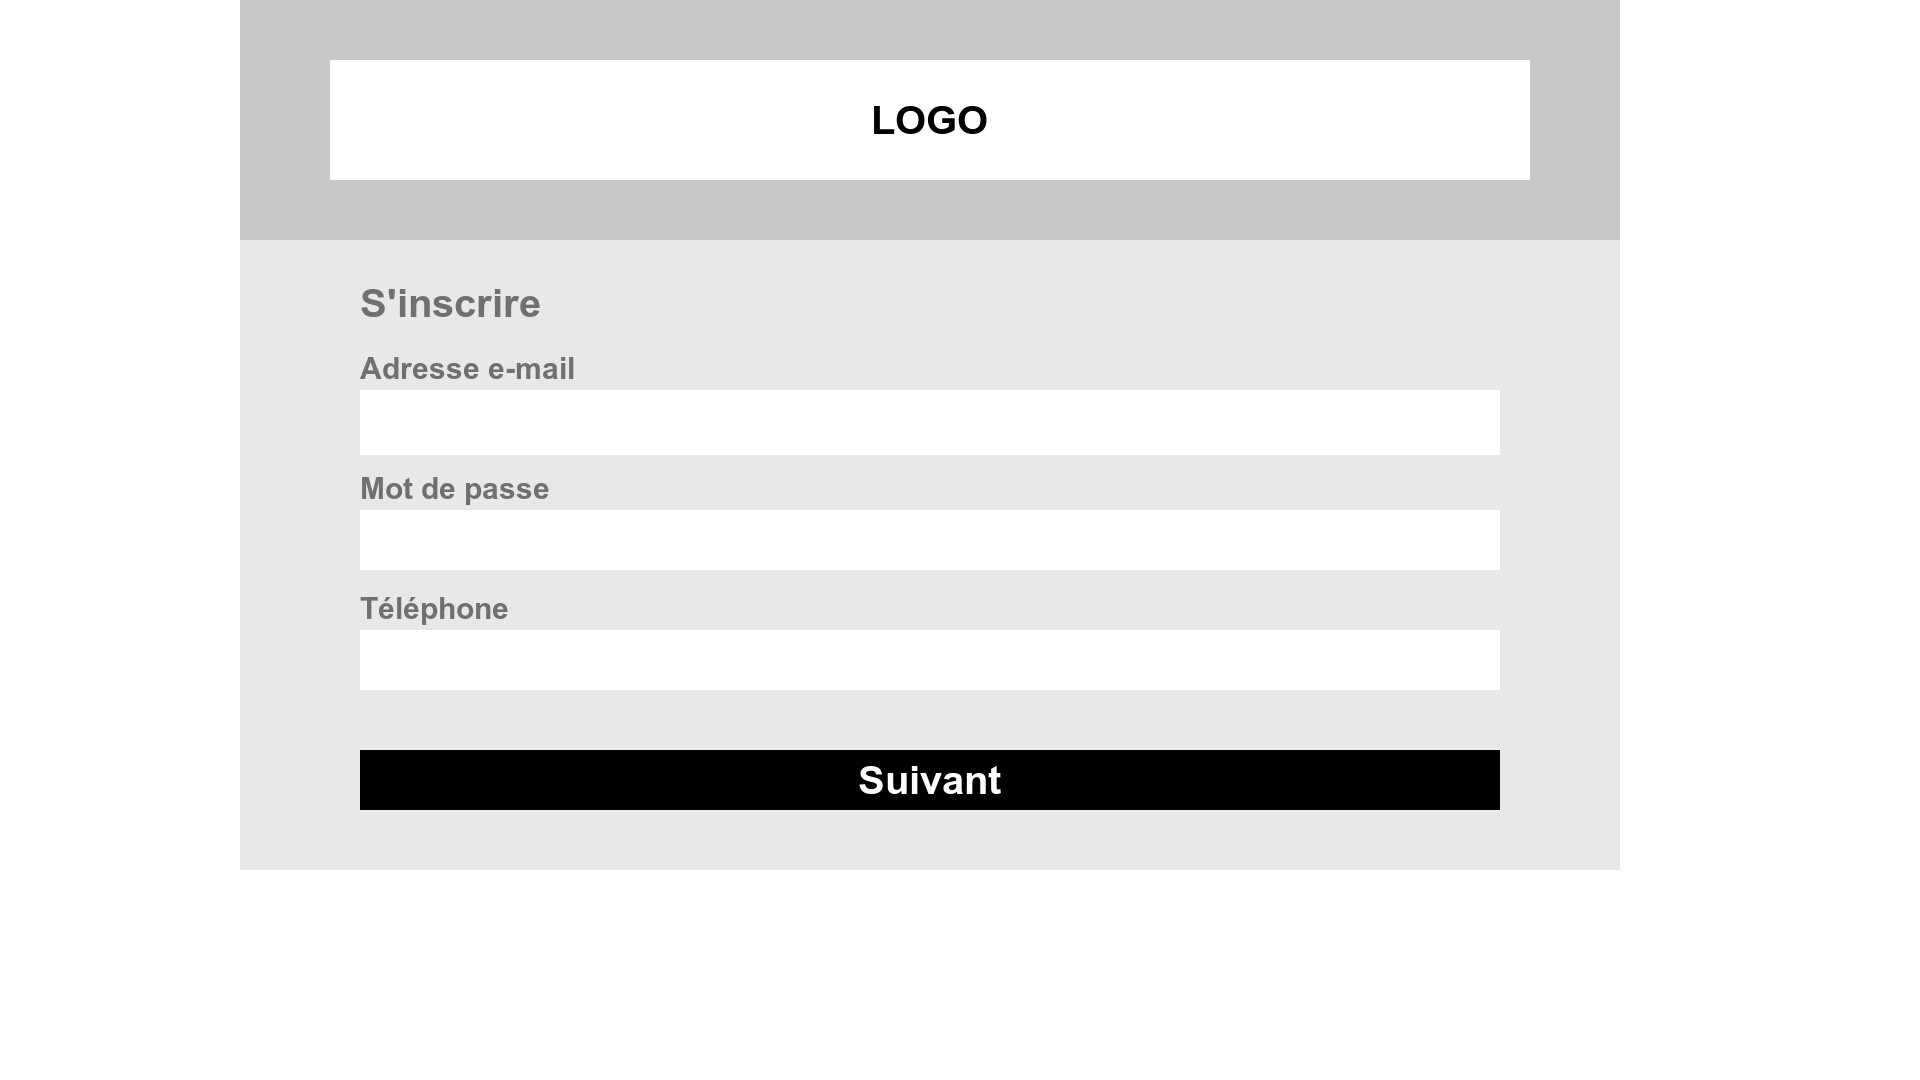 LOGO
S'inscrire
Adresse e-mail
Mot de passe
Téléphone
Suivant